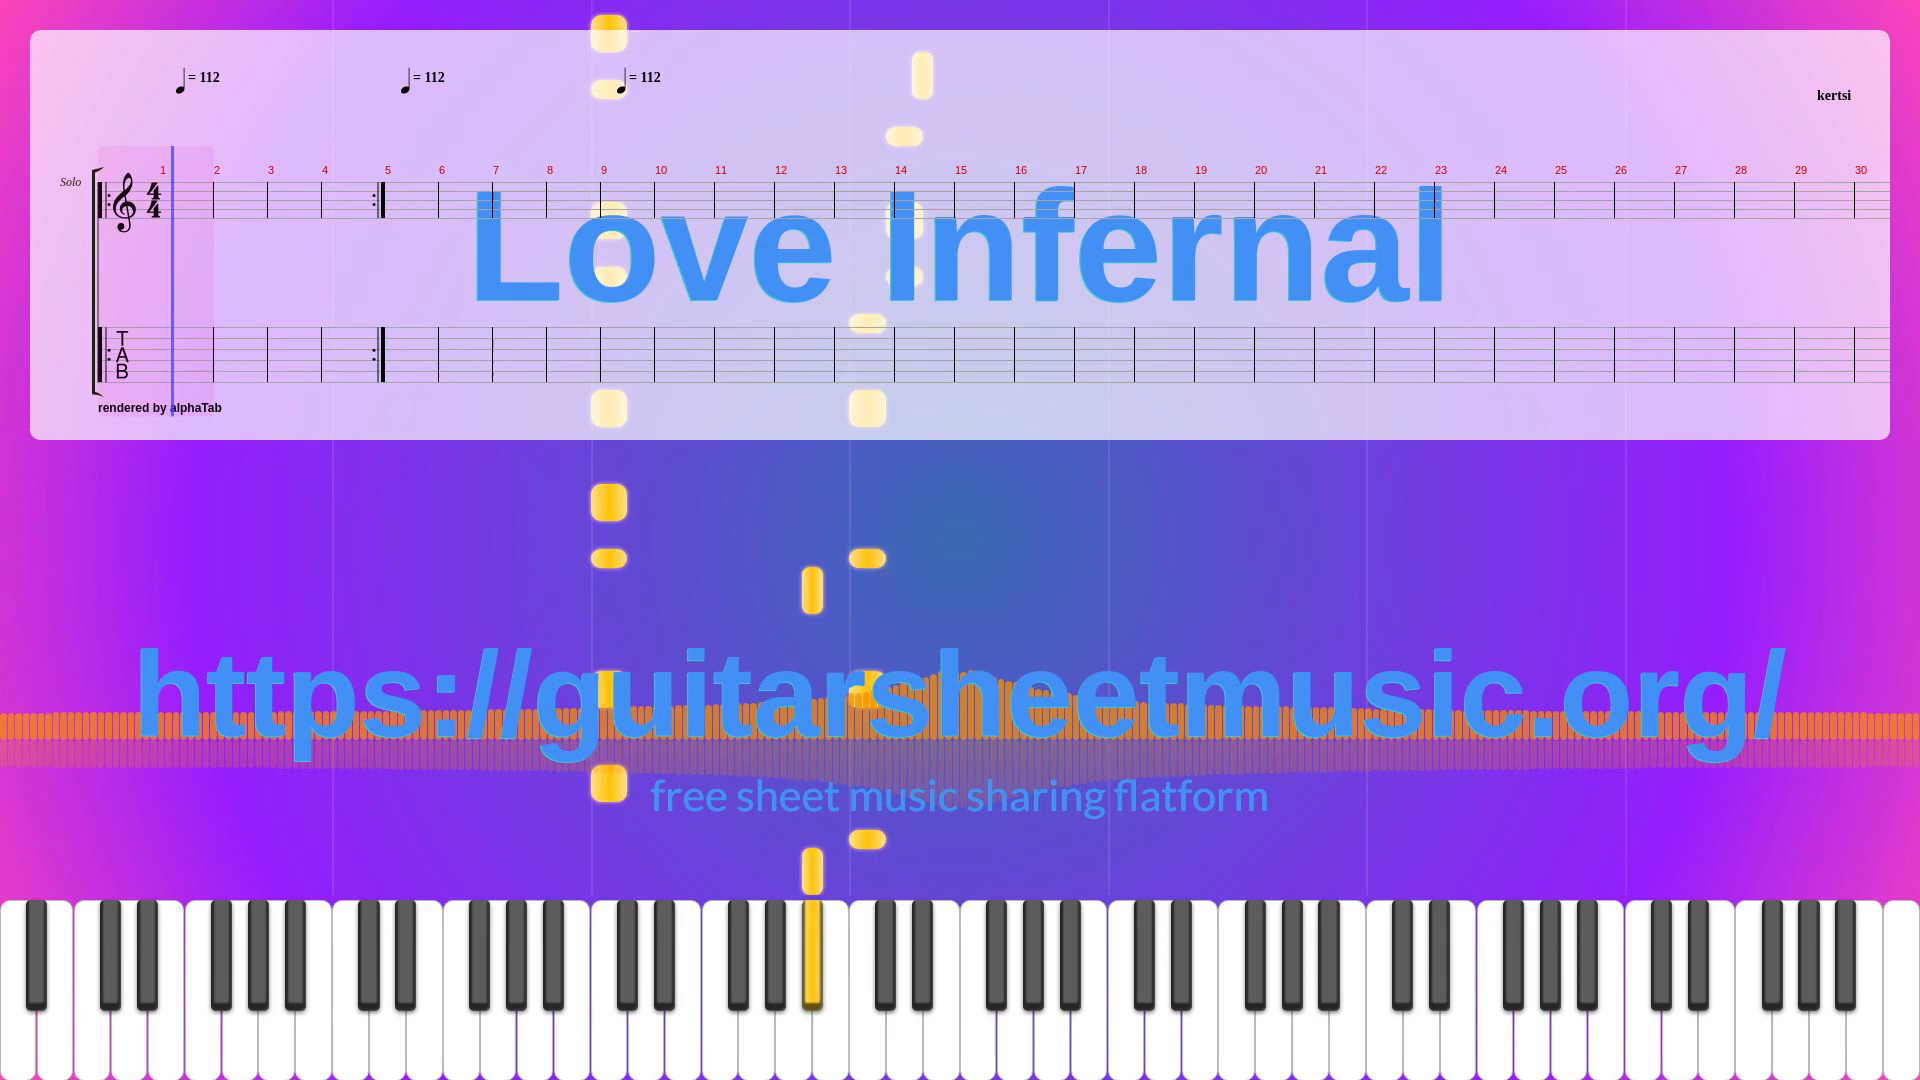 = 112 = 112 = 112
kertsi
1 2 3 4 5 6 7 8 9 10 11 12 13 14 15 16 17 18 19 20 21 22 23 24 25 26 27 28 29 30
Solo
4
4
Love Infernal
T
A
B
rendered by alphaTab
https://guitarsheetmusic.org/
free sheet music sharing flatform